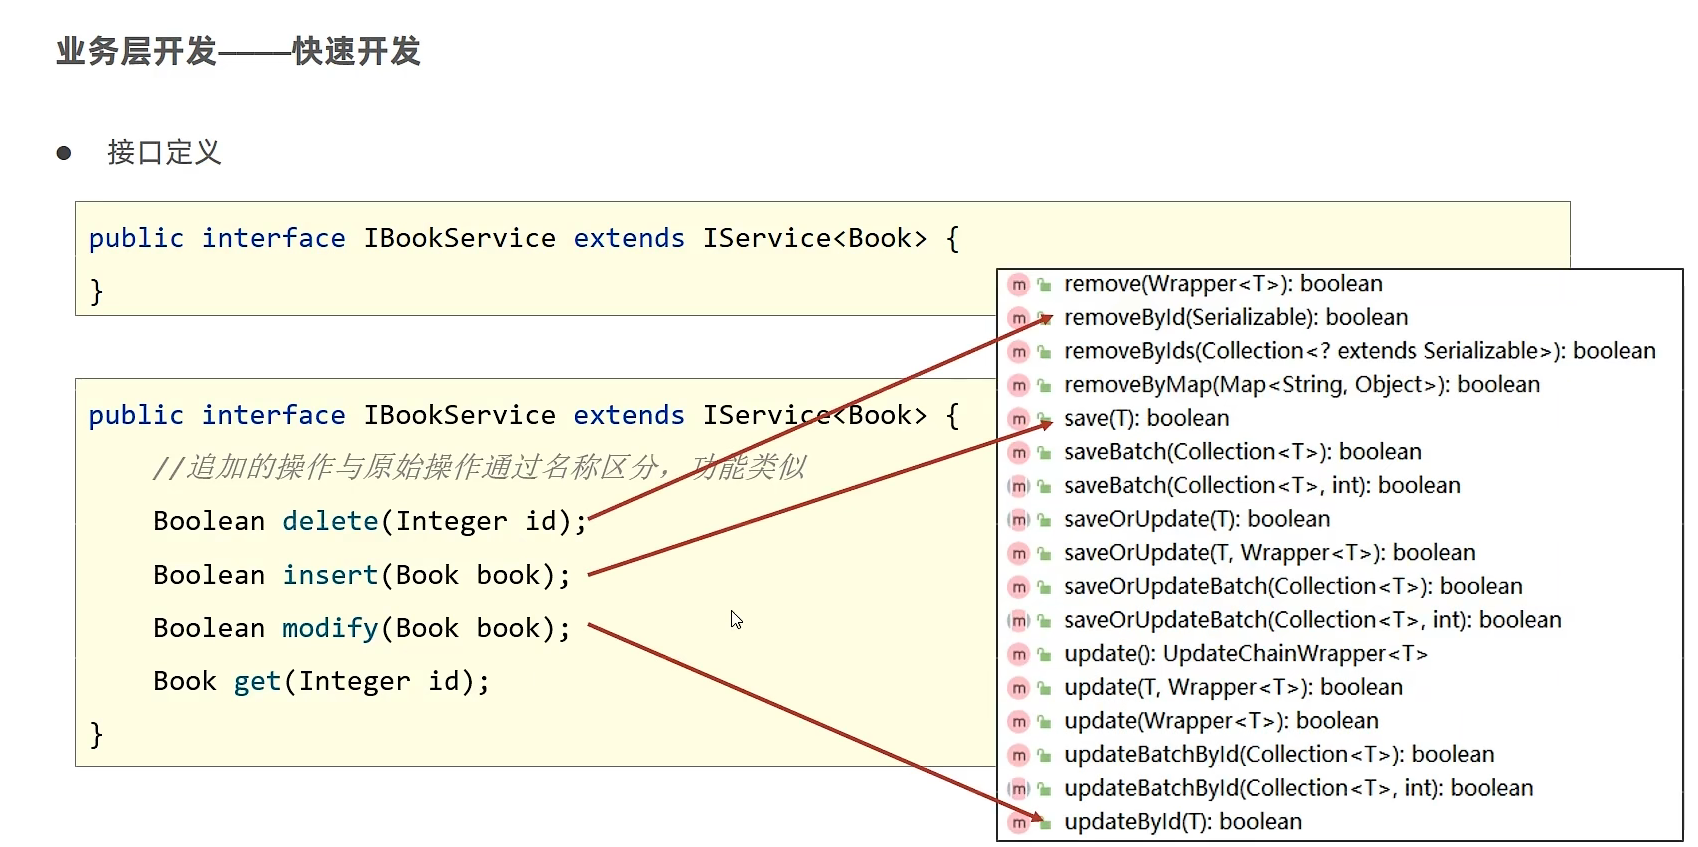 业务层开发————快速开发
● 接口定义
public interface IBookService extends IService<Book> {
}
public interface IBookService extends IService<Book> {
//追加的操作与原始操作通过名称区分，功能类似
Boolean delete(Integer id);
Boolean insert(Book book);
Boolean modify(Book book);
Book get(Integer id);
}
remove(Wrapper<T>): boolean
removeById(Serializable): boolean
removeByIds(Collection<? extends Serializable>): boolean
removeByMap(Map<String, Object>): boolean
save(T): boolean
saveBatch(Collection<T>): boolean
saveBatch(Collection<T>, int): boolean
saveOrUpdate(T): boolean
saveOrUpdate(T, Wrapper<T>): boolean
saveOrUpdateBatch(Collection<T>): boolean
saveOrUpdateBatch(Collection<T>, int): boolean
update(): UpdateChainWrapper<T>
update(T, Wrapper<T>): boolean
update(Wrapper<T>): boolean
updateBatchById(Collection<T>): boolean
updateBatchById(Collection<T>, int): boolean
updateById(T): boolean